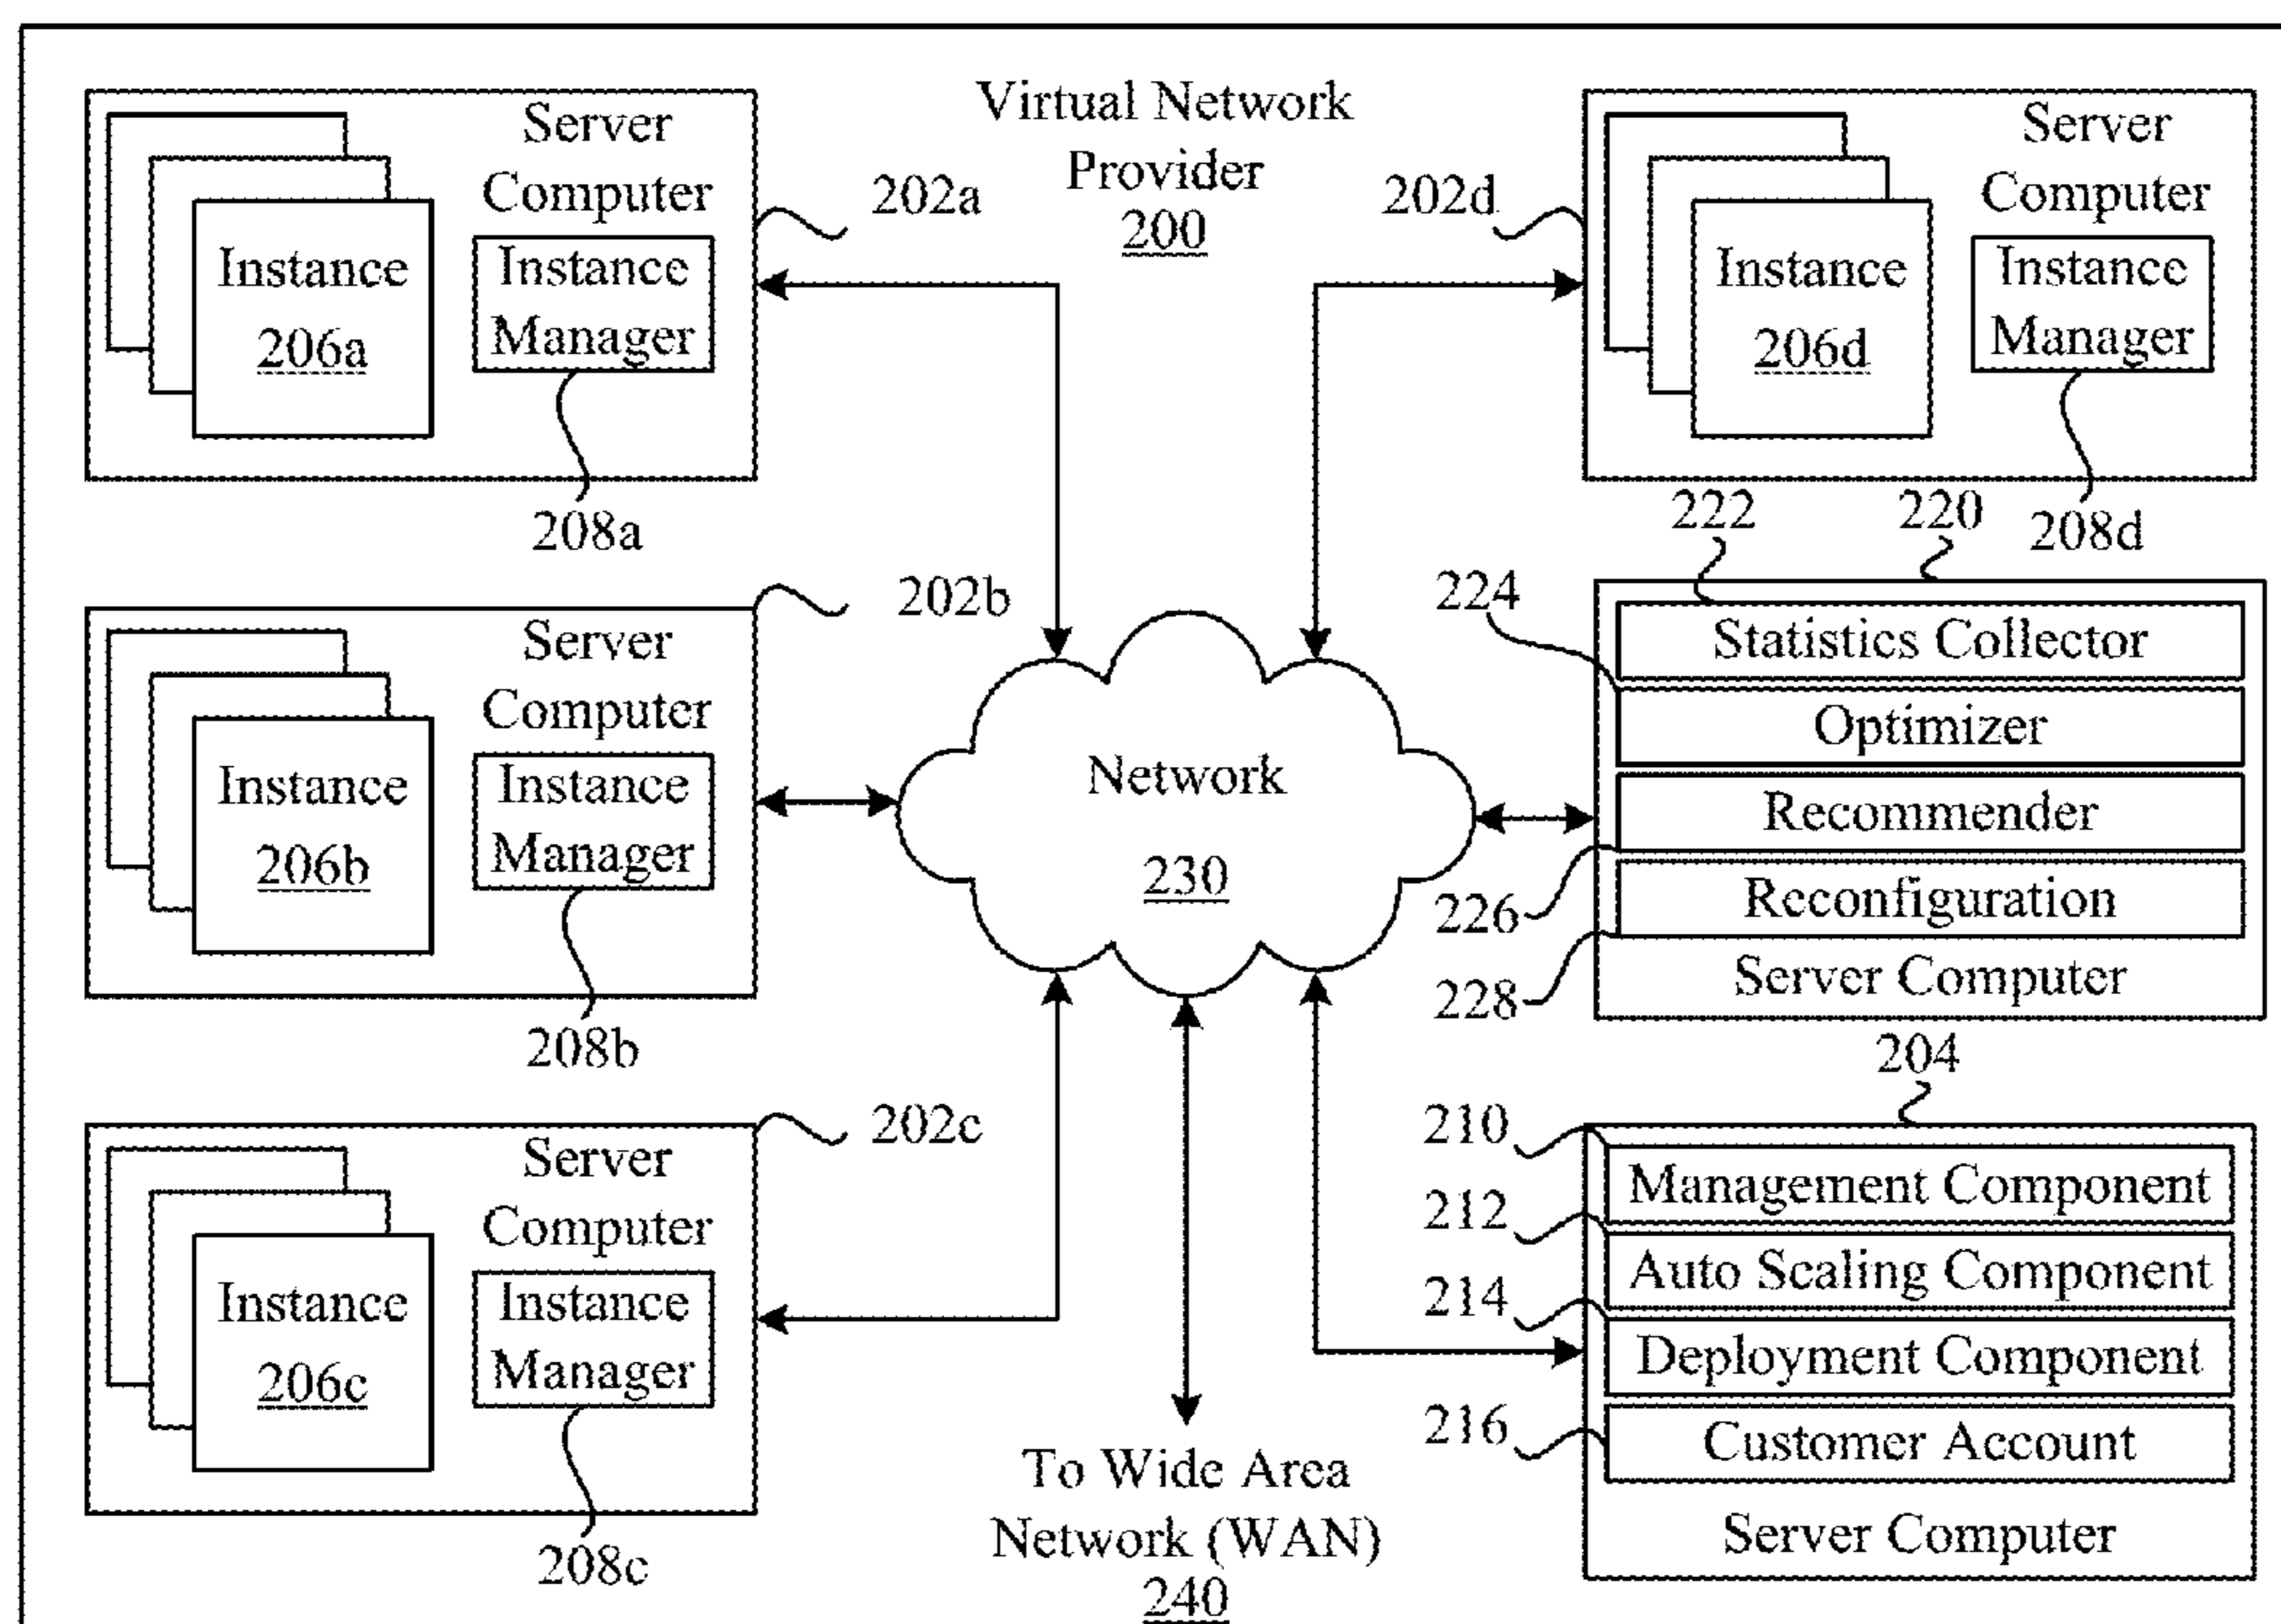 Virtual Network
Provider
200
Server
Computer
202a
Instance
206a
Instance
Manager
208a
202d
Server
Computer
Instance
206d
Instance
Manager
208d
202b
Server
Computer
Instance
206b
Instance
Manager
208b
Network
230
222
220
224
Statistics Collector
Optimizer
Recommender
226
Reconfiguration
228
Server Computer
202c
Server
Computer
Instance
206c
Instance
Manager
208c
To Wide Area
Network (WAN)
240
204
210
Management Component
212
Auto Scaling Component
214
Deployment Component
216
Customer Account
Server Computer